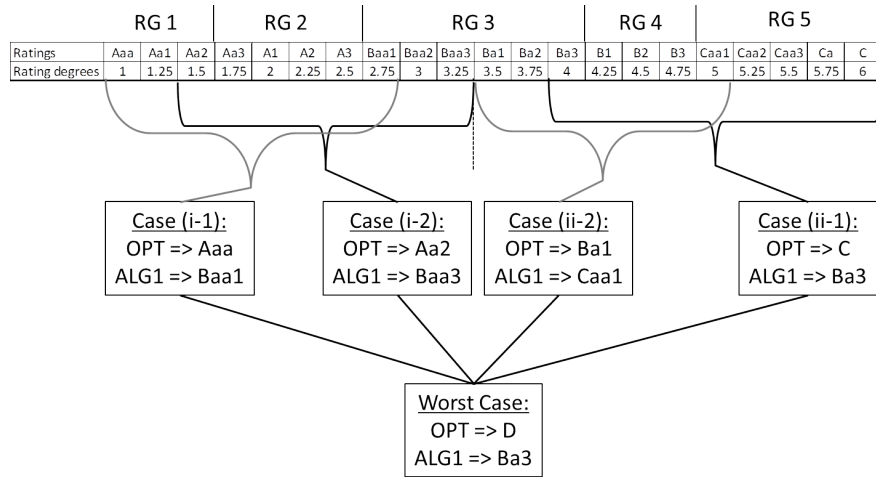 RG 1 RG 2 RG 3 RG 4 RG 5
Ratings Aaa Aa1 Aa2 Aa3 A1 A2 A3 Baa1 Baa2 Baa3 Ba1 Ba2 Ba3 B1 B2 B3 Caa1 Caa2 Caa3 Ca C
Rating degrees 1 1.25 1.5 1.75 2 2.25 2.5 2.75 3 3.25 3.5 3.75 4 4.25 4.5 4.75 5 5.25 5.5 5.75 6
Case (i-1):
OPT => Aaa
ALG1 => Baa1
Case (i-2):
OPT => Aa2
ALG1 => Baa3
Case (ii-2):
OPT => Ba1
ALG1 => Caa1
Case (ii-1):
OPT => C
ALG1 => Ba3
Worst Case:
OPT => D
ALG1 => Ba3